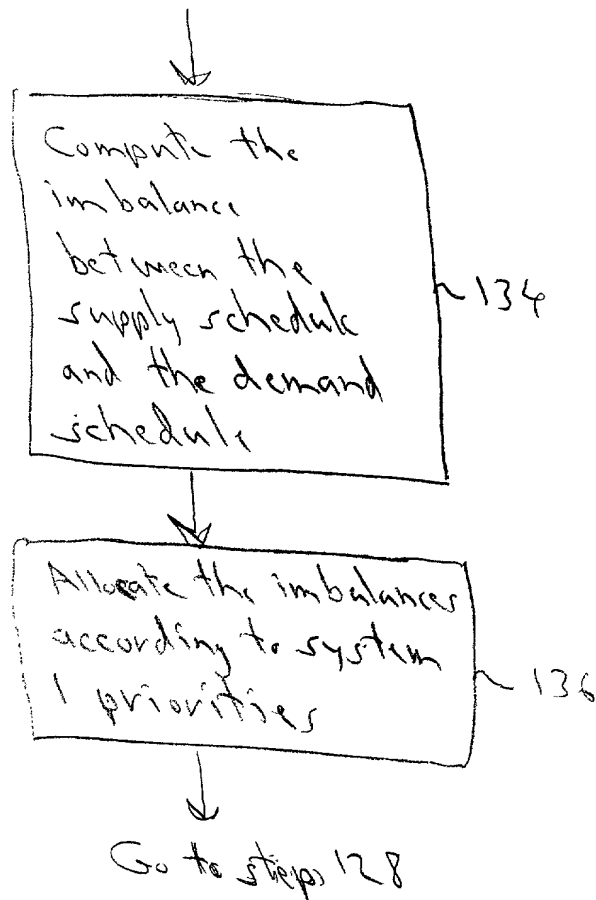 Compute the
imbalance
between the
supply schedule
and the demand
schedule
134
Allocate the imbalances
according to system
1 priorities
136
Go to steps 128